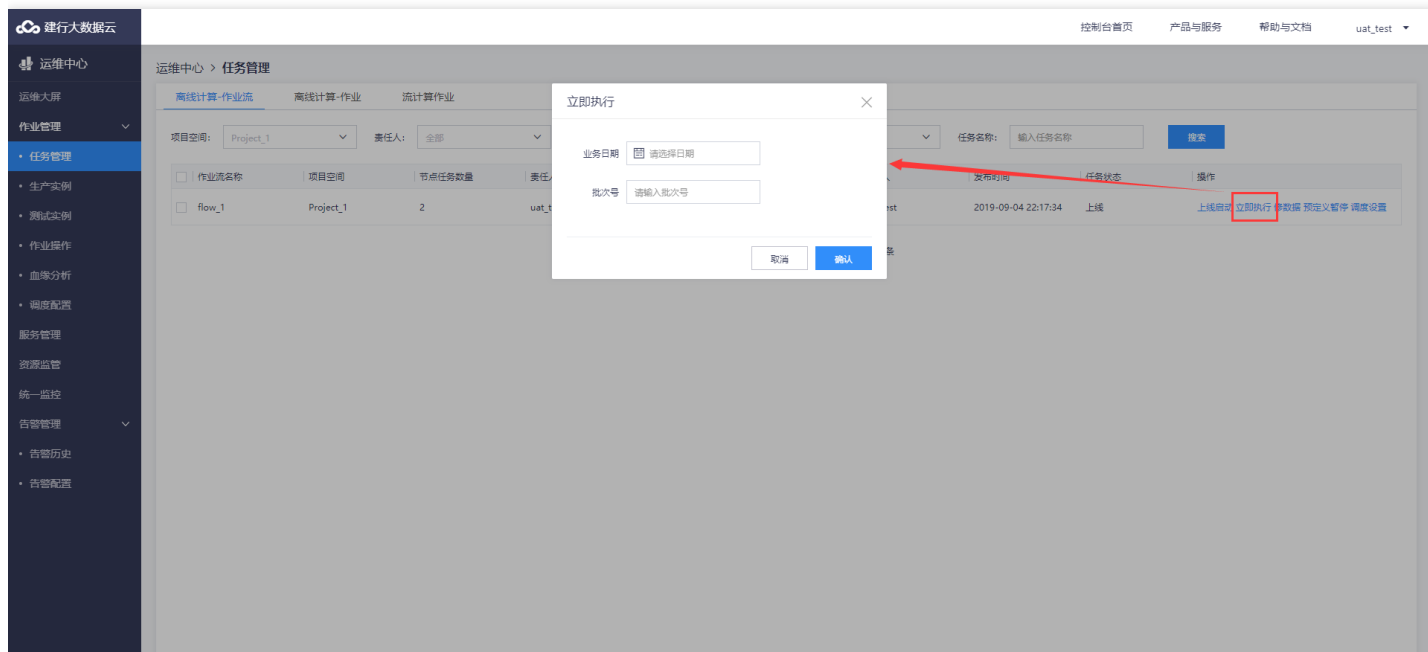 建行大数据云
控制台首页 产品与服务 帮助与文档 uat_test
运维中心
运维大屏
作业管理
• 任务管理
• 生产实例
• 测试实例
• 作业操作
• 血缘分析
• 调度配置
服务管理
资源监管
统一监控
告警管理
• 告警历史
• 告警配置
运维中心 > 任务管理
离线计算-作业流 离线计算-作业 流计算作业
项目空间: Project_1 责任人: 全部 任务名称: 输入任务名称 搜索
作业流名称 项目空间 节点任务数量 责任人 发布时间 任务状态 操作
flow_1 Project_1 2 uat_t est 2019-09-04 22:17:34 上线 上线启动 立即执行 修数据 预定义暂停 调度设置
条
立即执行
业务日期 请选择日期
批次号 请输入批次号
取消 确认